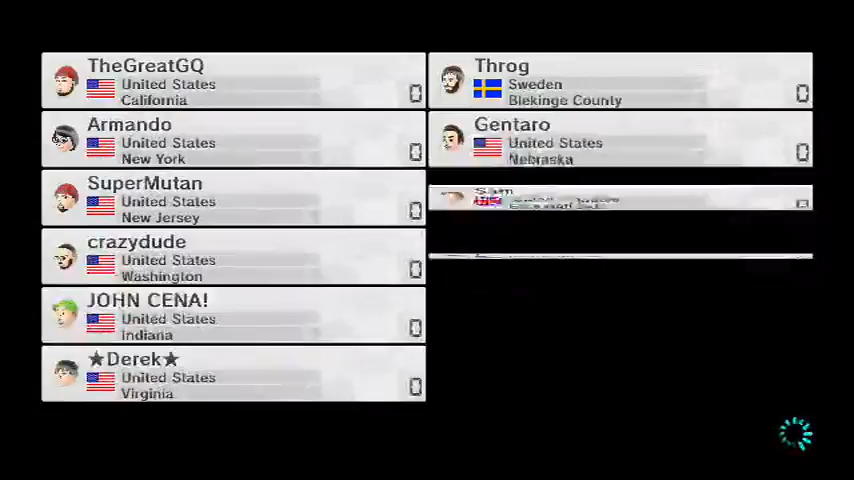 TheGreatGQ
United States
California
0
Armando
United States
New York
0
SuperMutan
United States
New Jersey
0
crazydude
United States
Washington
0
JOHN CENA!
United States
Indiana
0
★Derek★
United States
Virginia
0
Throg
Sweden
Blekinge County
0
Gentaro
United States
Nebraska
0